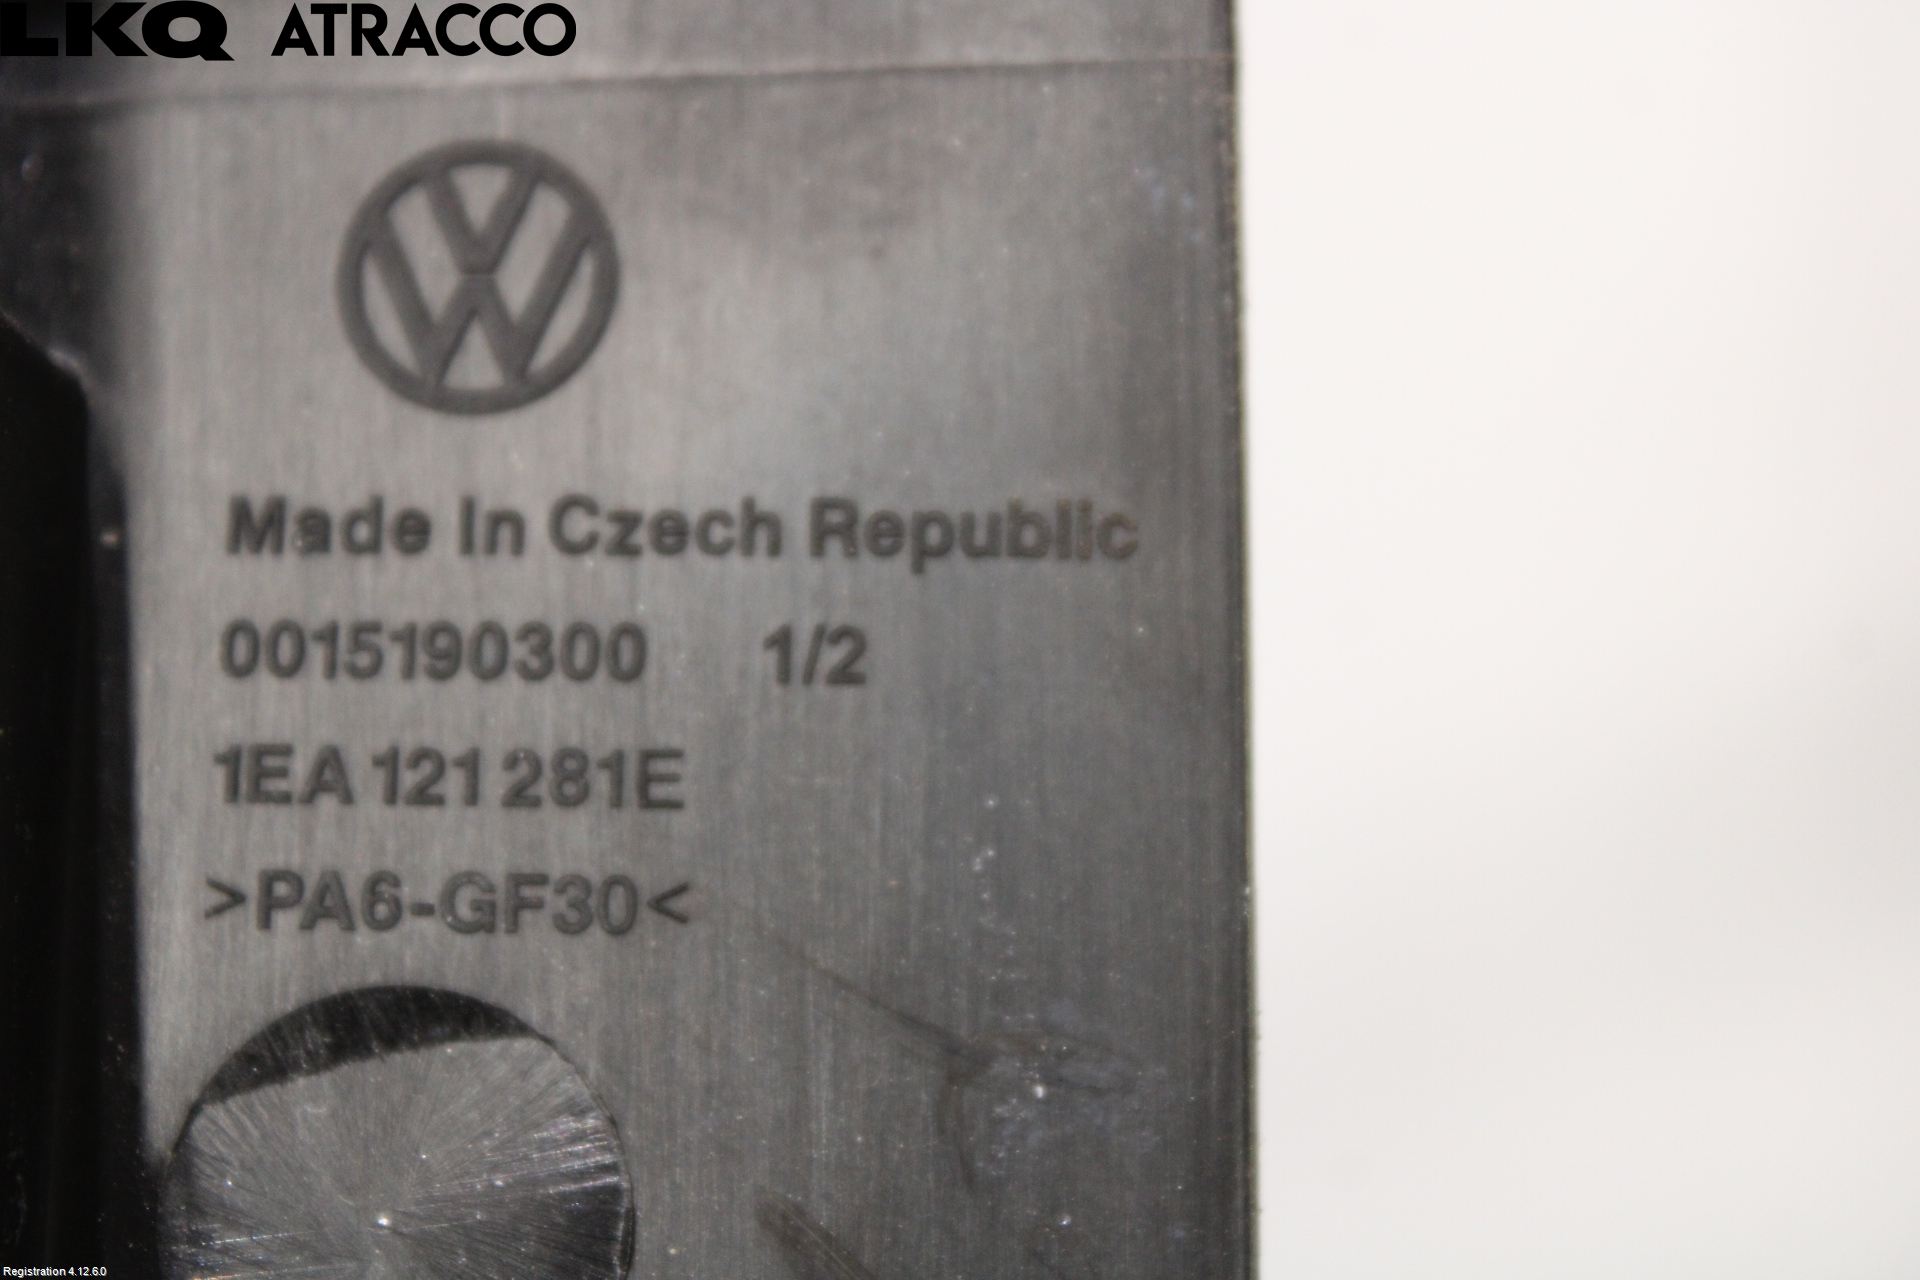 LKQ ATRACCO
Made In Czech Republic
0015190300 1/2
1EA 121 281E
>PA6-GF30<
Registration 4.12.6.0